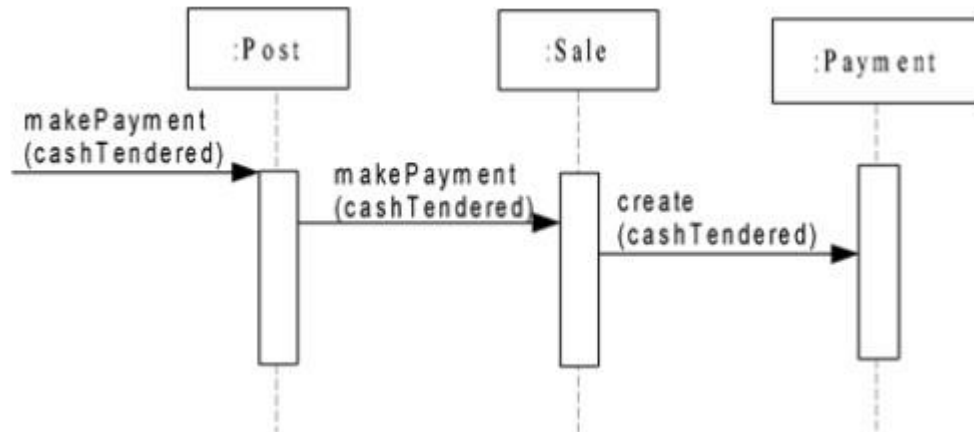 :Post
:Sale
:Payment
makePayment
(cashTendered)
makePayment
(cashTendered)
create
(cashTendered)